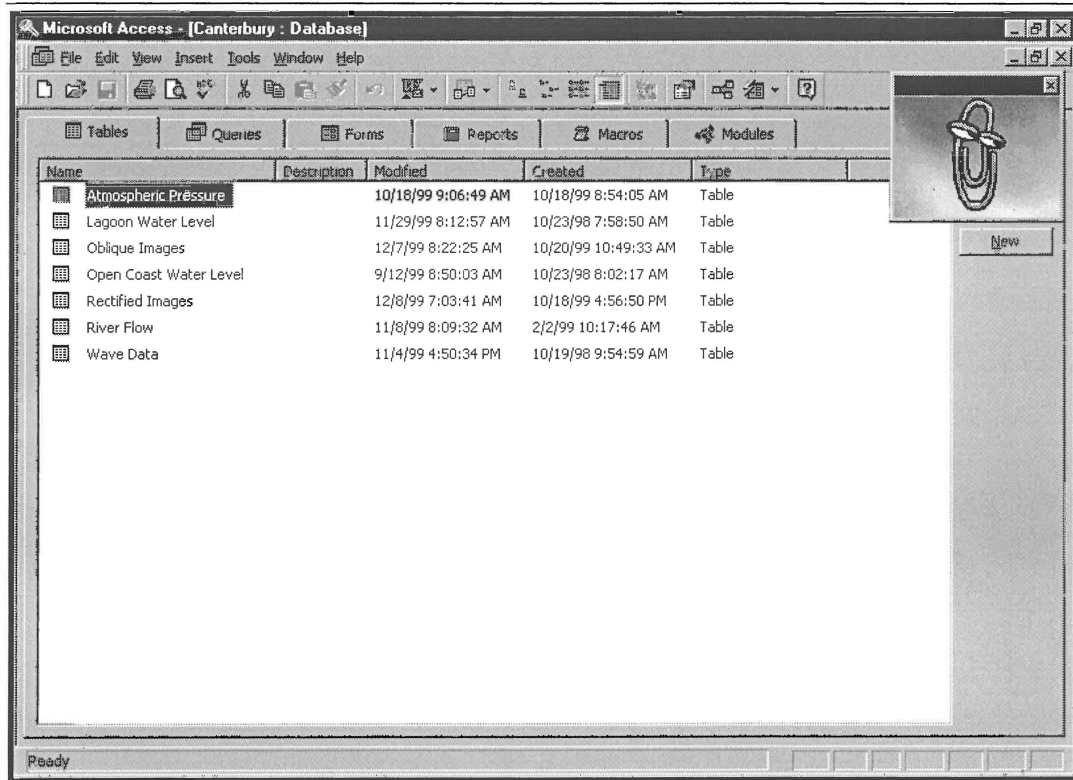 Microsoft Access - [Canterbury : Database]
File Edit View Insert Tools Window Help
Tables Queries Forms Reports Macros Modules
Name Description Modified Created Type
Atmospheric Pressure 10/18/99 9:06:49 AM 10/18/99 8:54:05 AM Table
Lagoon Water Level 11/29/99 8:12:57 AM 10/23/98 7:58:50 AM Table
New
Oblique Images 12/7/99 8:22:25 AM 10/20/99 10:49:33 AM Table
Open Coast Water Level 9/12/99 8:50:03 AM 10/23/98 8:02:17 AM Table
Rectified Images 12/8/99 7:03:41 AM 10/18/99 4:56:50 PM Table
River Flow 11/8/99 8:09:32 AM 2/2/99 10:17:46 AM Table
Wave Data 11/4/99 4:50:34 PM 10/19/98 9:54:59 AM Table
Ready